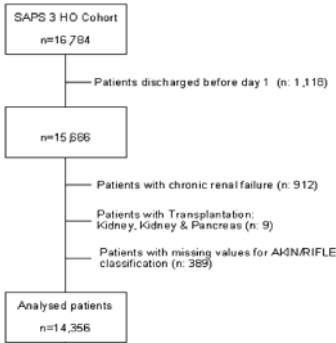 SAPS 3 HO Cohort
n=16,784
Patients discharged before day 1 (n: 1,118)
n=15,666
Patients with chronic renal failure (n: 912)
Patients with Transplantation:
Kidney, Kidney & Pancreas (n: 9)
Patients with missing values for AKIN/RIFLE
classification (n: 389)
Analysed patients
n=14,356